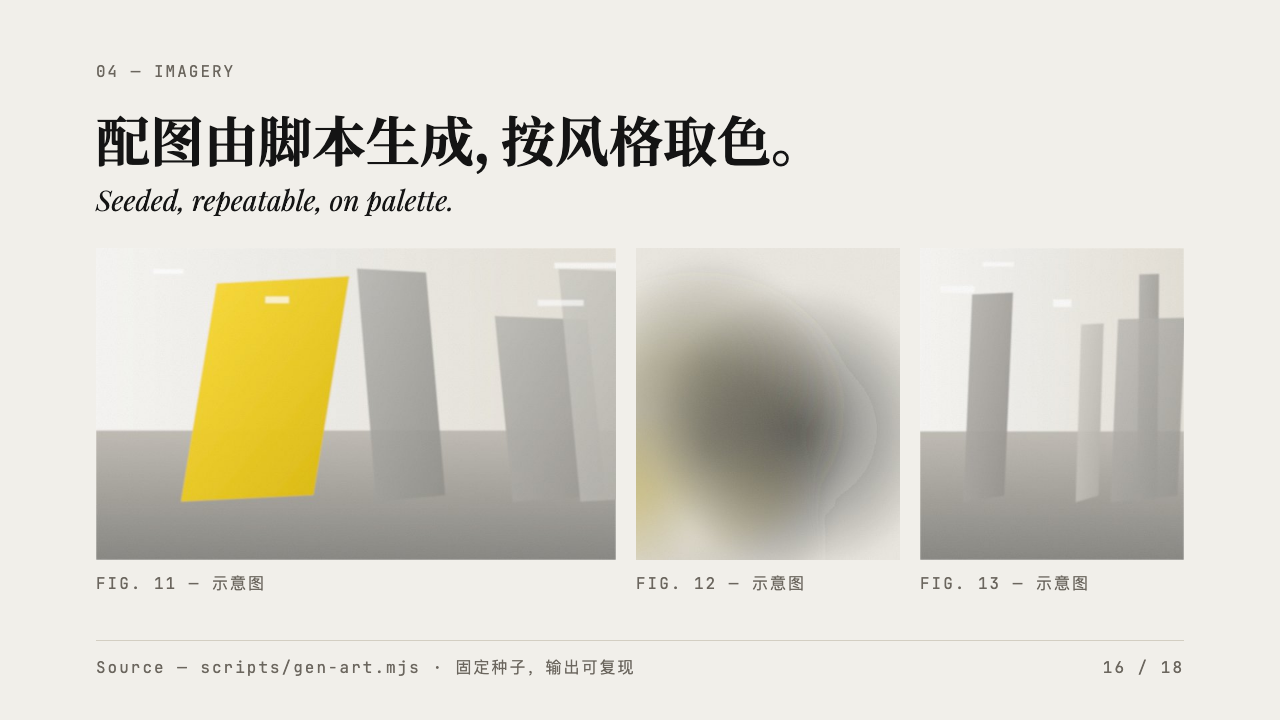 04 — IMAGERY
配图由脚本生成, 按风格取色。
Seeded, repeatable, on palette.
FIG. 11 — 示意图
FIG. 12 — 示意图
FIG. 13 — 示意图
Source — scripts/gen-art.mjs · 固定种子, 输出可复现
16 / 18